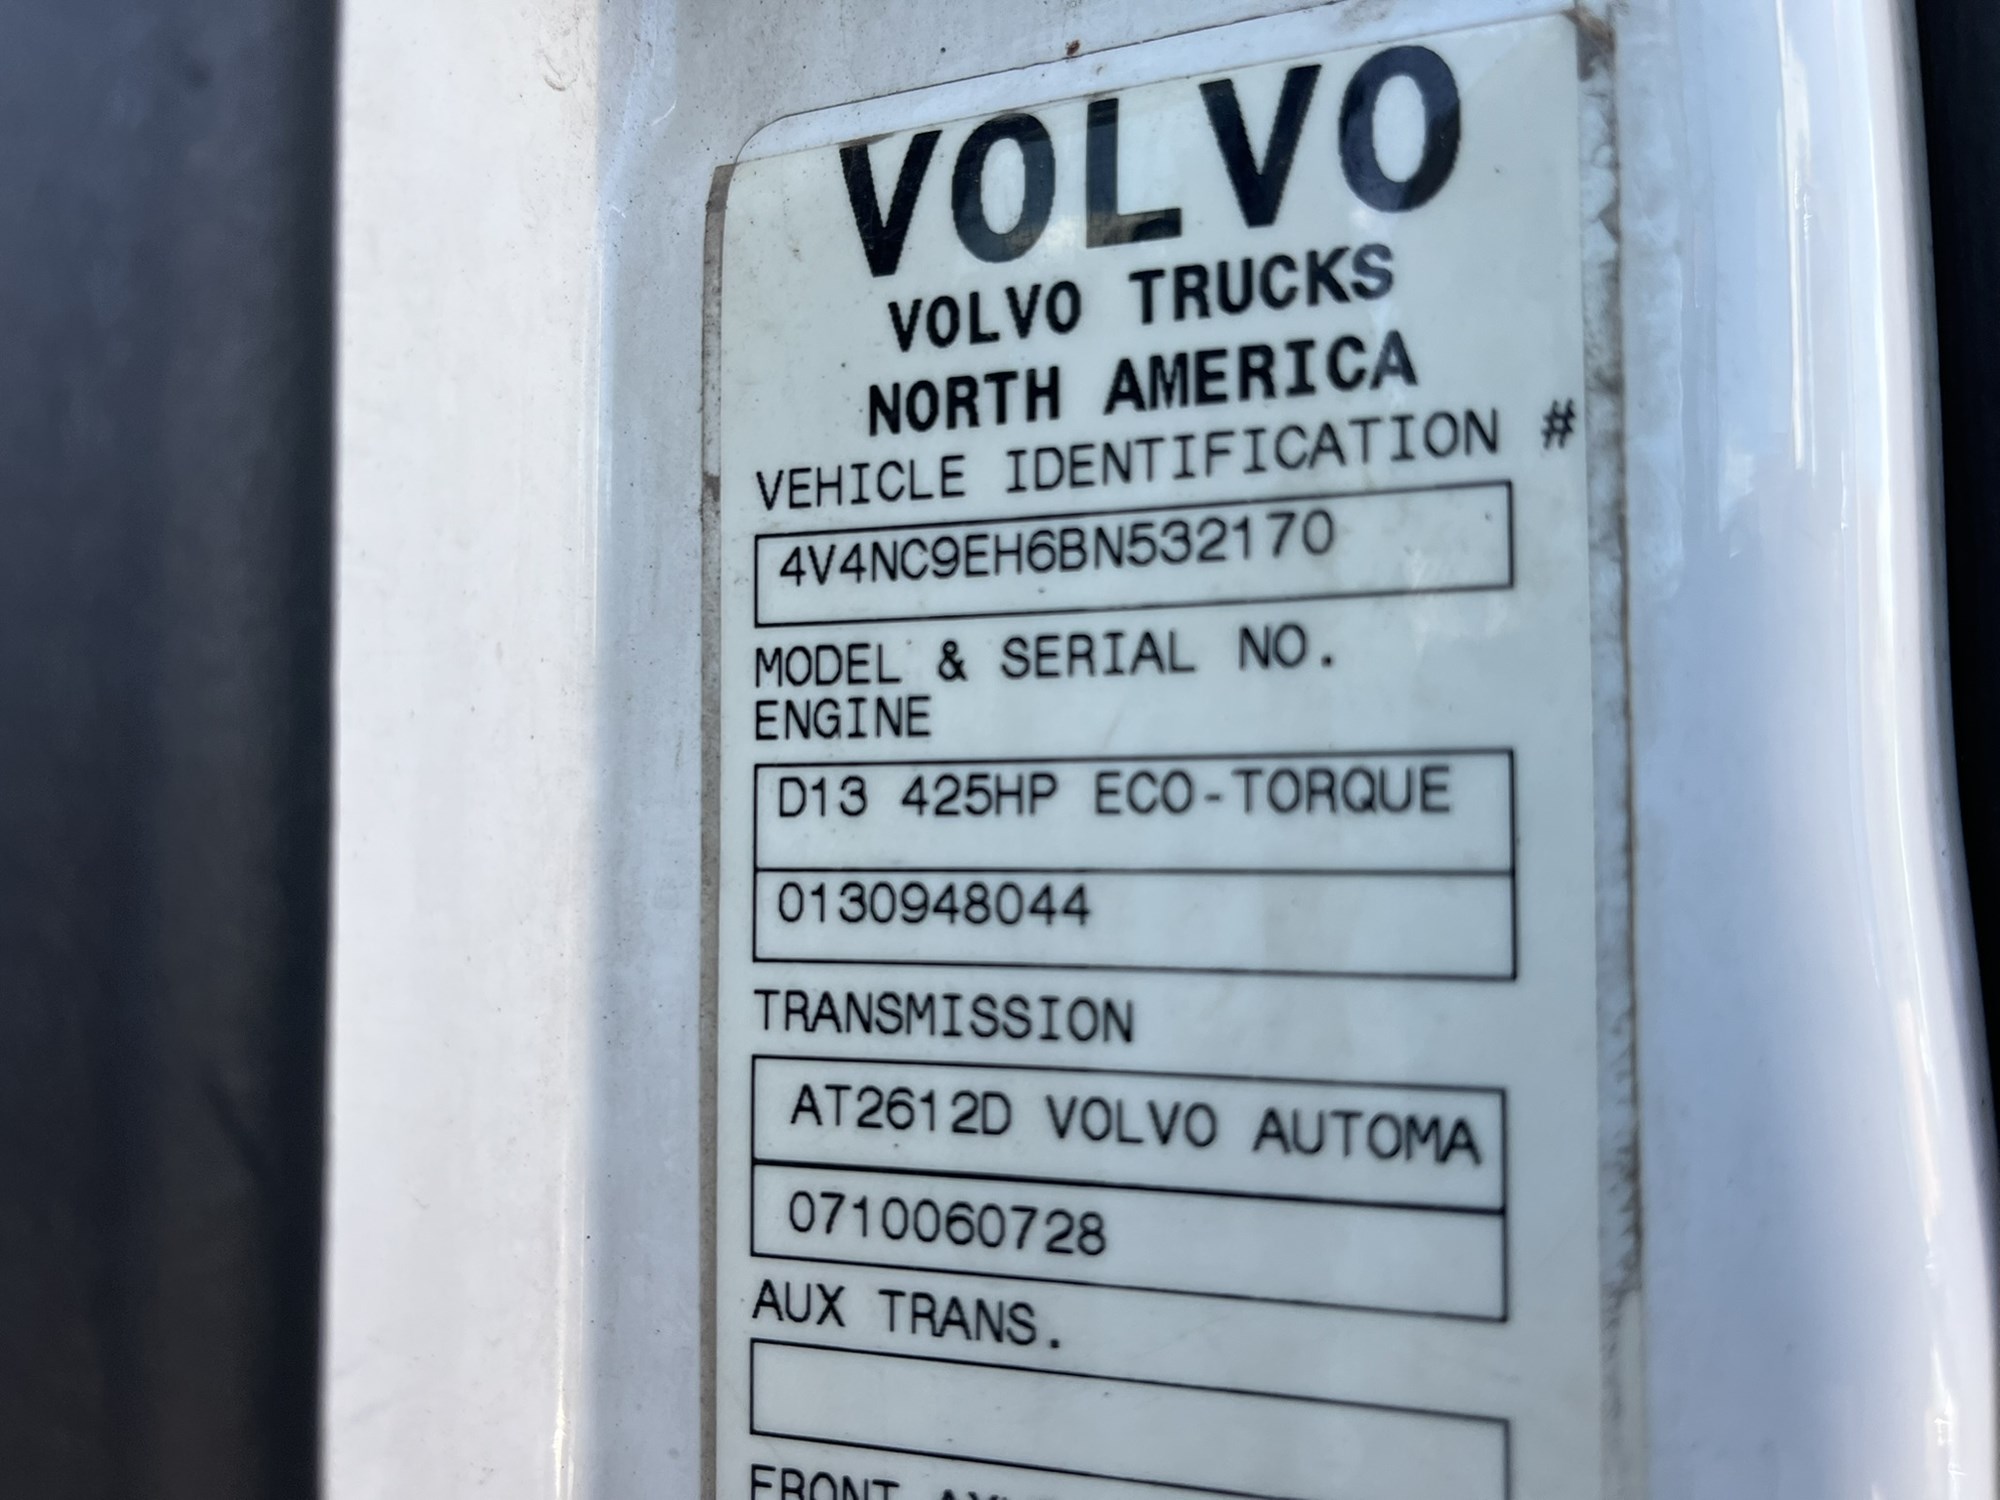 VOLVO
VOLVO TRUCKS
NORTH AMERICA
VEHICLE IDENTIFICATION #
4V4NC9EH6BN532170
MODEL & SERIAL NO.
ENGINE
D13 425HP ECO-TORQUE
0130948044
TRANSMISSION
AT2612D VOLVO AUTOMA
0710060728
AUX TRANS.
FRONT